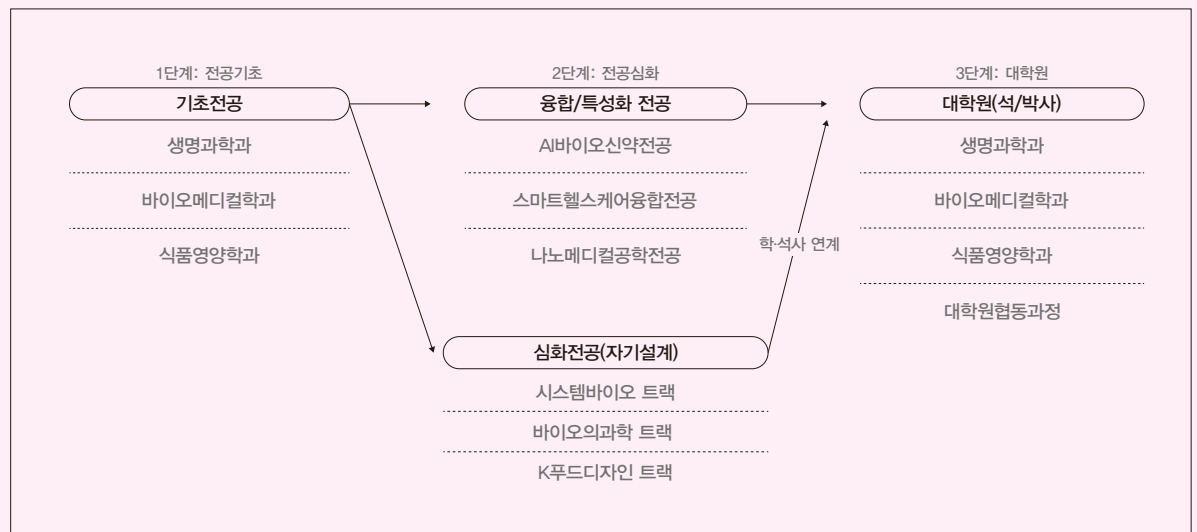 1단계: 전공기초
기초전공
생명과학과
바이오메디컬학과
식품영양학과
2단계: 전공심화
융합/특성화 전공
AI바이오신약전공
스마트헬스케어융합전공
나노메디컬공학전공
심화전공(자기설계)
시스템바이오 트랙
바이오의과학 트랙
K푸드디자인 트랙
학·석사 연계
3단계: 대학원
대학원(석/박사)
생명과학과
바이오메디컬학과
식품영양학과
대학원협동과정